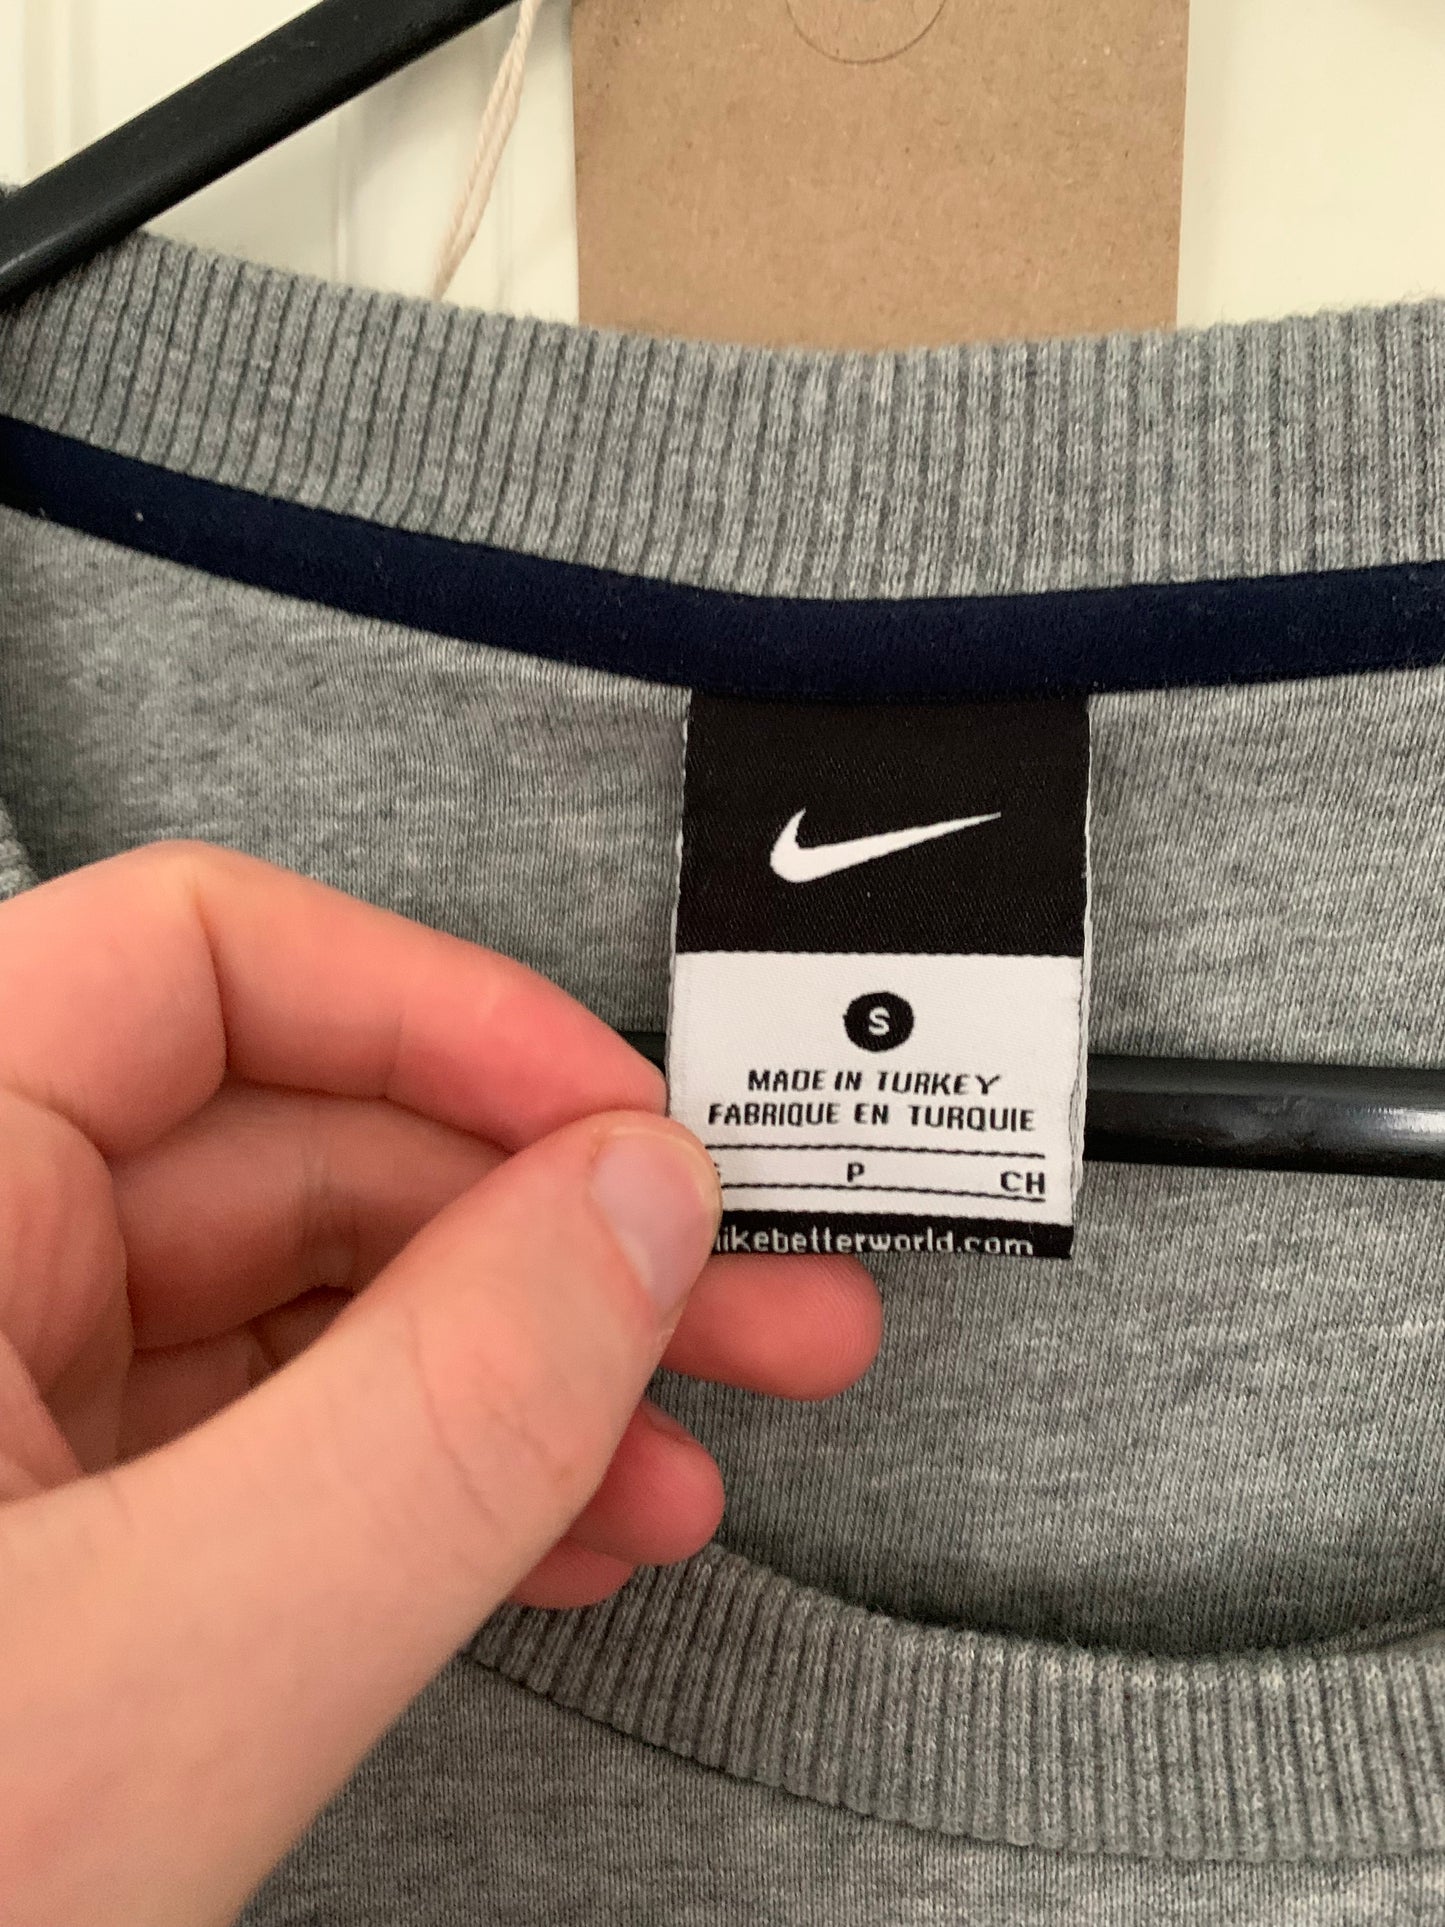 S
MADE IN TURKEY
FABRIQUE EN TURQUIE
P CH